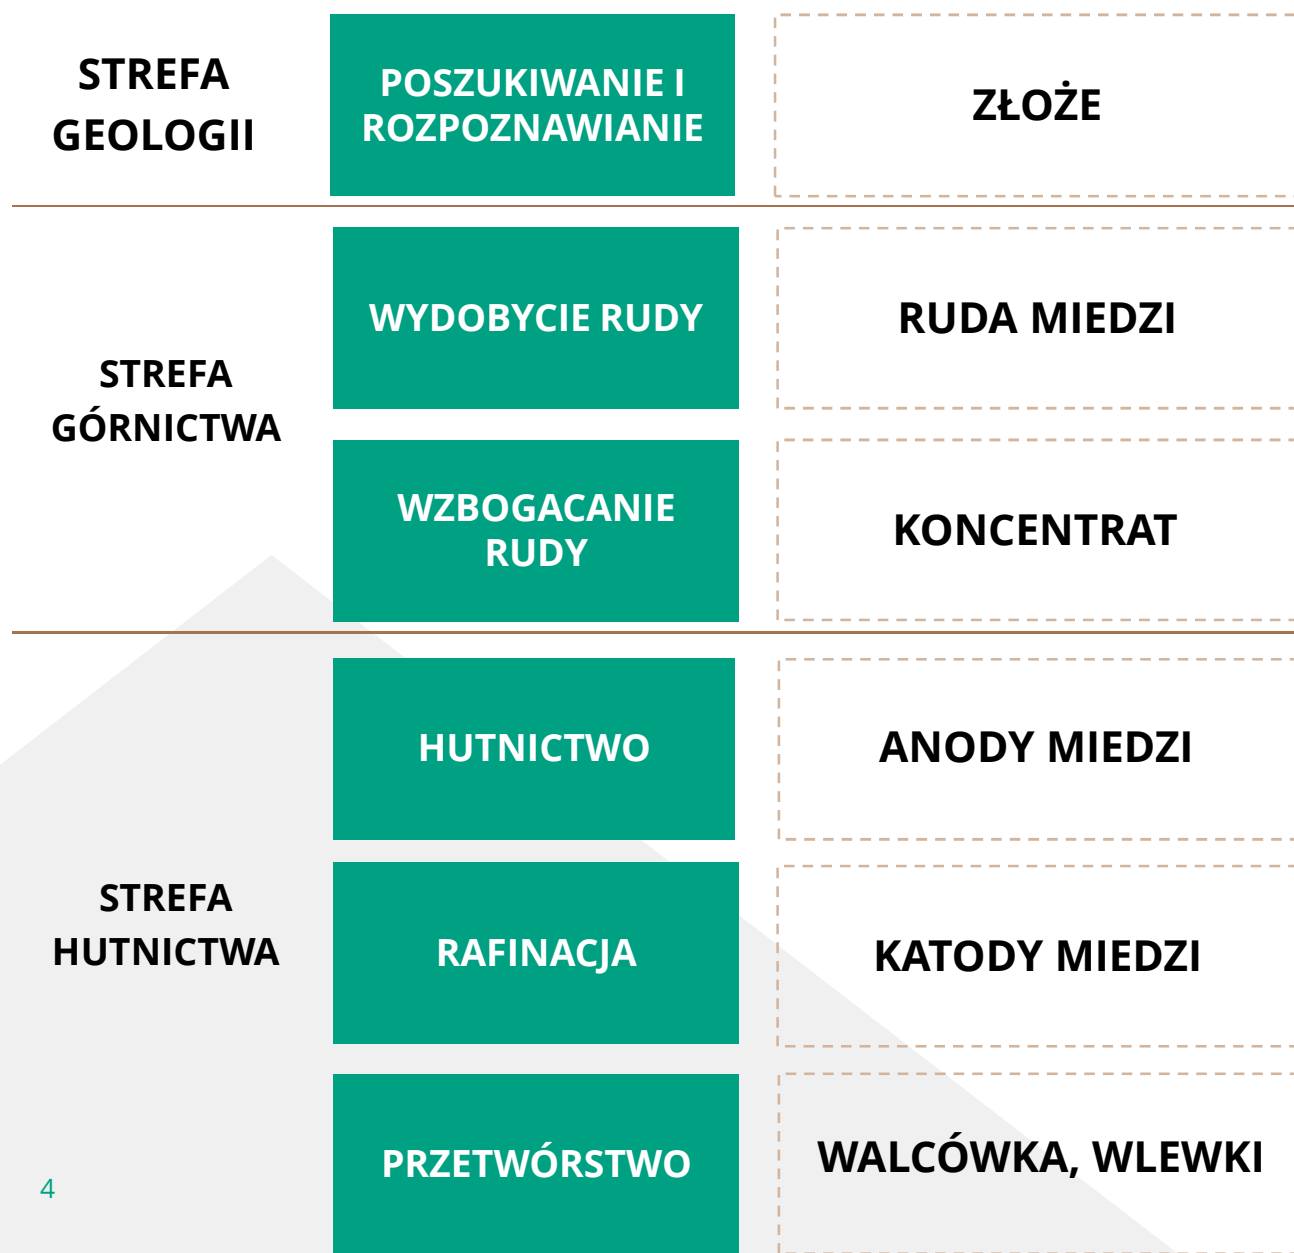 STREFA
GEOLOGII
POSZUKIWANIE I
ROZPOZNAWIANIE
ZŁOŻE
STREFA
GÓRNICTWA
WYDOBYCIE RUDY
RUDA MIEDZI
WZBOGACANIE
RUDY
KONCENTRAT
STREFA
HUTNICTWA
HUTNICTWO
ANODY MIEDZI
RAFINACJA
KATODY MIEDZI
PRZETWÓRSTWO
WALCÓWKA, WLEWKI
4